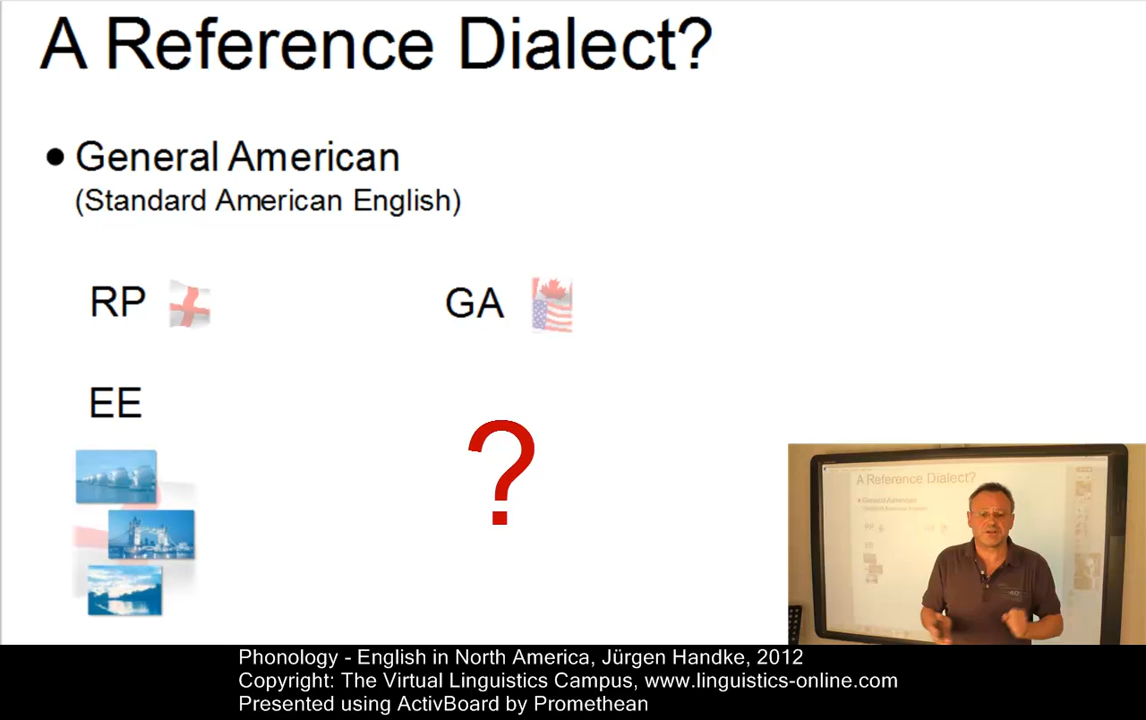 A Reference Dialect?
• General American
(Standard American English)
RP
GA
EE
?
A Reference Dialect?
General American
Phonology - English in North America, Jürgen Handke, 2012
Copyright: The Virtual Linguistics Campus, www.linguistics-online.com
Presented using ActivBoard by Promethean